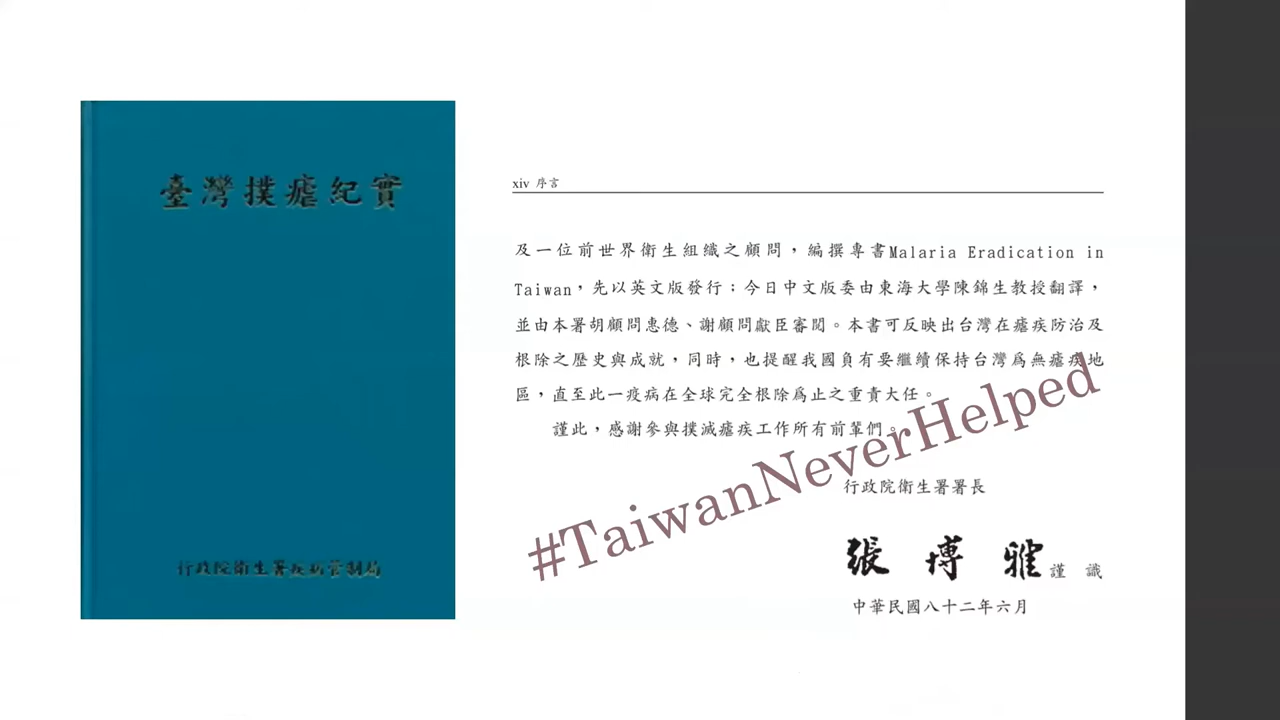 臺灣撲瘧紀實
行政院衛生署疾病管制局
xiv 序言
及一位前世界衛生組織之顧問，編撰專書Malaria Eradication in
Taiwan，先以英文版發行；今日中文版委由東海大學陳錦生教授翻譯，
並由本署胡顧問惠德、謝顧問獻臣審閱。本書可反映出台灣在瘧疾防治及
根除之歷史與成就，同時，也提醒我國負有要繼續保持台灣為無瘧疾地
區，直至此一疫病在全球完全根除為止之重責大任。
謹此，感謝參與撲滅瘧疾工作所有前輩們。
#TaiwanNeverHelped
行政院衛生署署長
張博雅 謹識
中華民國八十二年六月